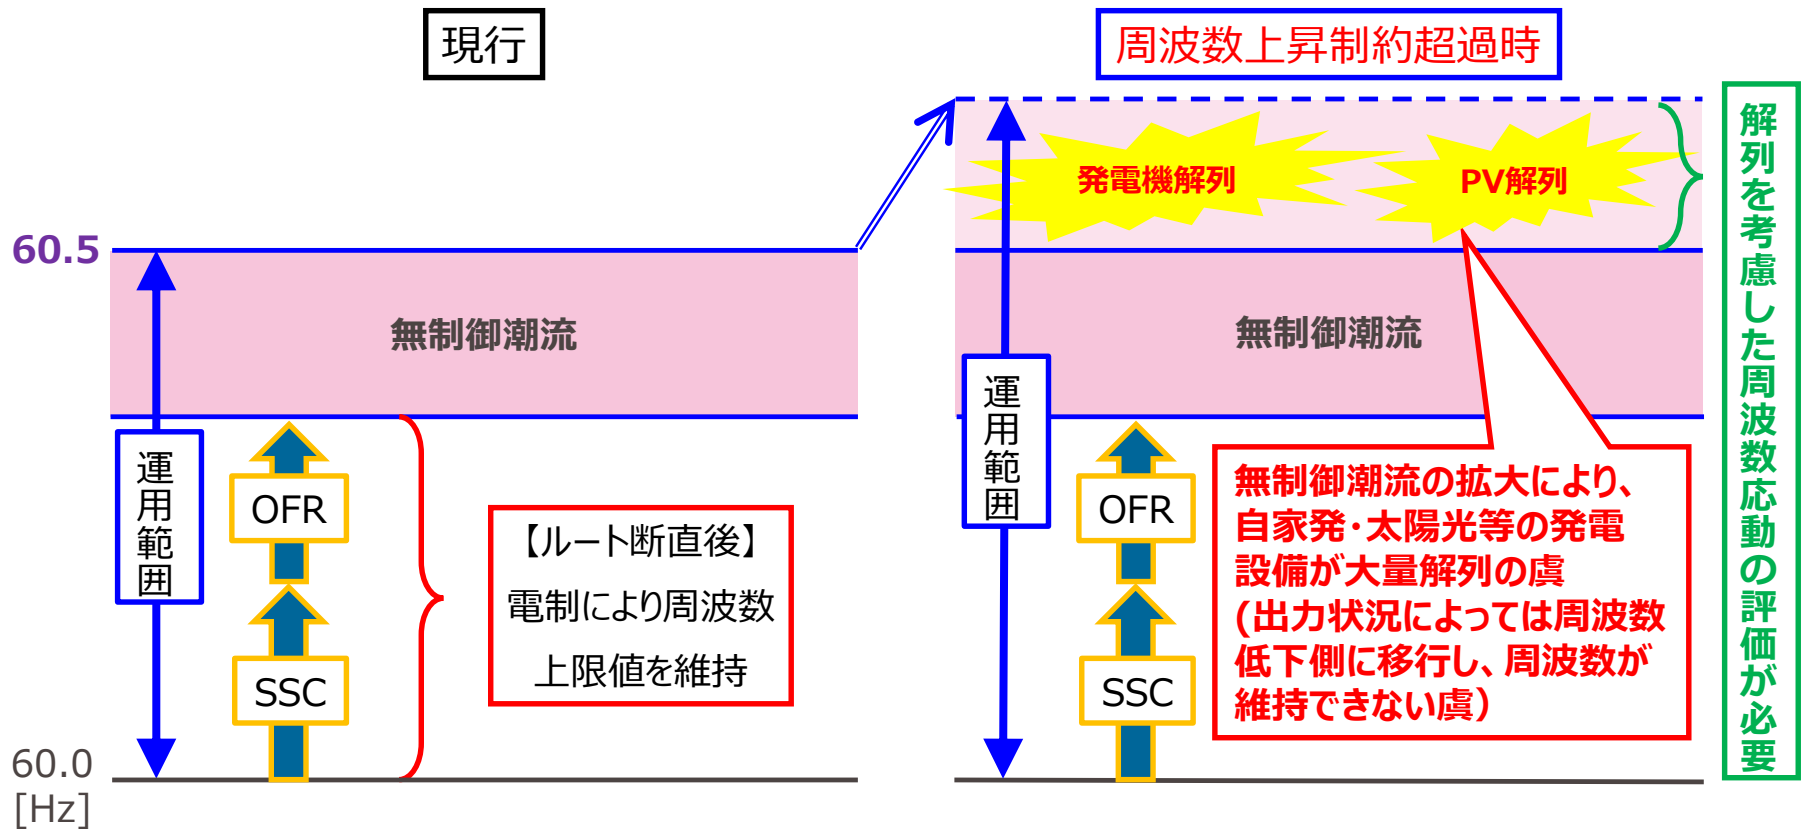 現行
周波数上昇制約超過時
60.5
無制御潮流
運用範囲
OFR
SSC
【ルート断直後】
電制により周波数
上限値を維持
60.0
[Hz]
発電機解列
PV解列
無制御潮流
運用範囲
OFR
SSC
無制御潮流の拡大により、
自家発・太陽光等の発電
設備が大量解列の虞
(出力状況によっては周波数
低下側に移行し、周波数が
維持できない虞）
解列を考慮した周波数応動の評価が必要